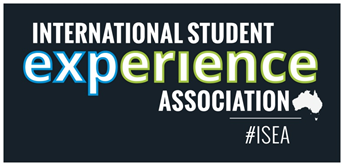 INTERNATIONAL STUDENT
experience
ASSOCIATION
#ISEA